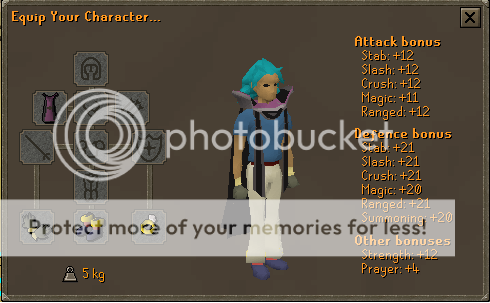 Equip Your Character...
Attack bonus
Stab: +12
Slash: +12
Crush: +12
Magic: +11
Ranged: +12
photobucket
Defence bonus
Stab: +21
Slash: +21
Crush: +21
Magic: +20
Ranged: +21
Summoning: +20
Protect more of your memories for less!
Other bonuses
Strength: +12
Prayer: +4
5 kg